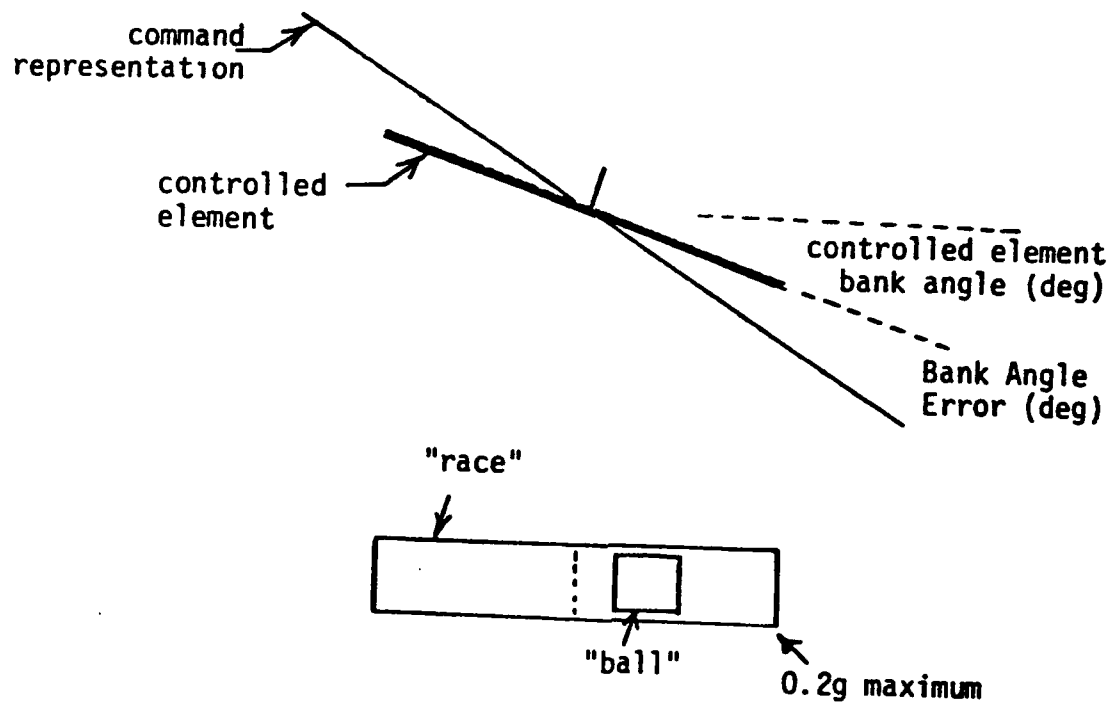 command
representation
controlled
element
controlled element
bank angle (deg)
Bank Angle
Error (deg)
"race"
"ball"
0.2g maximum